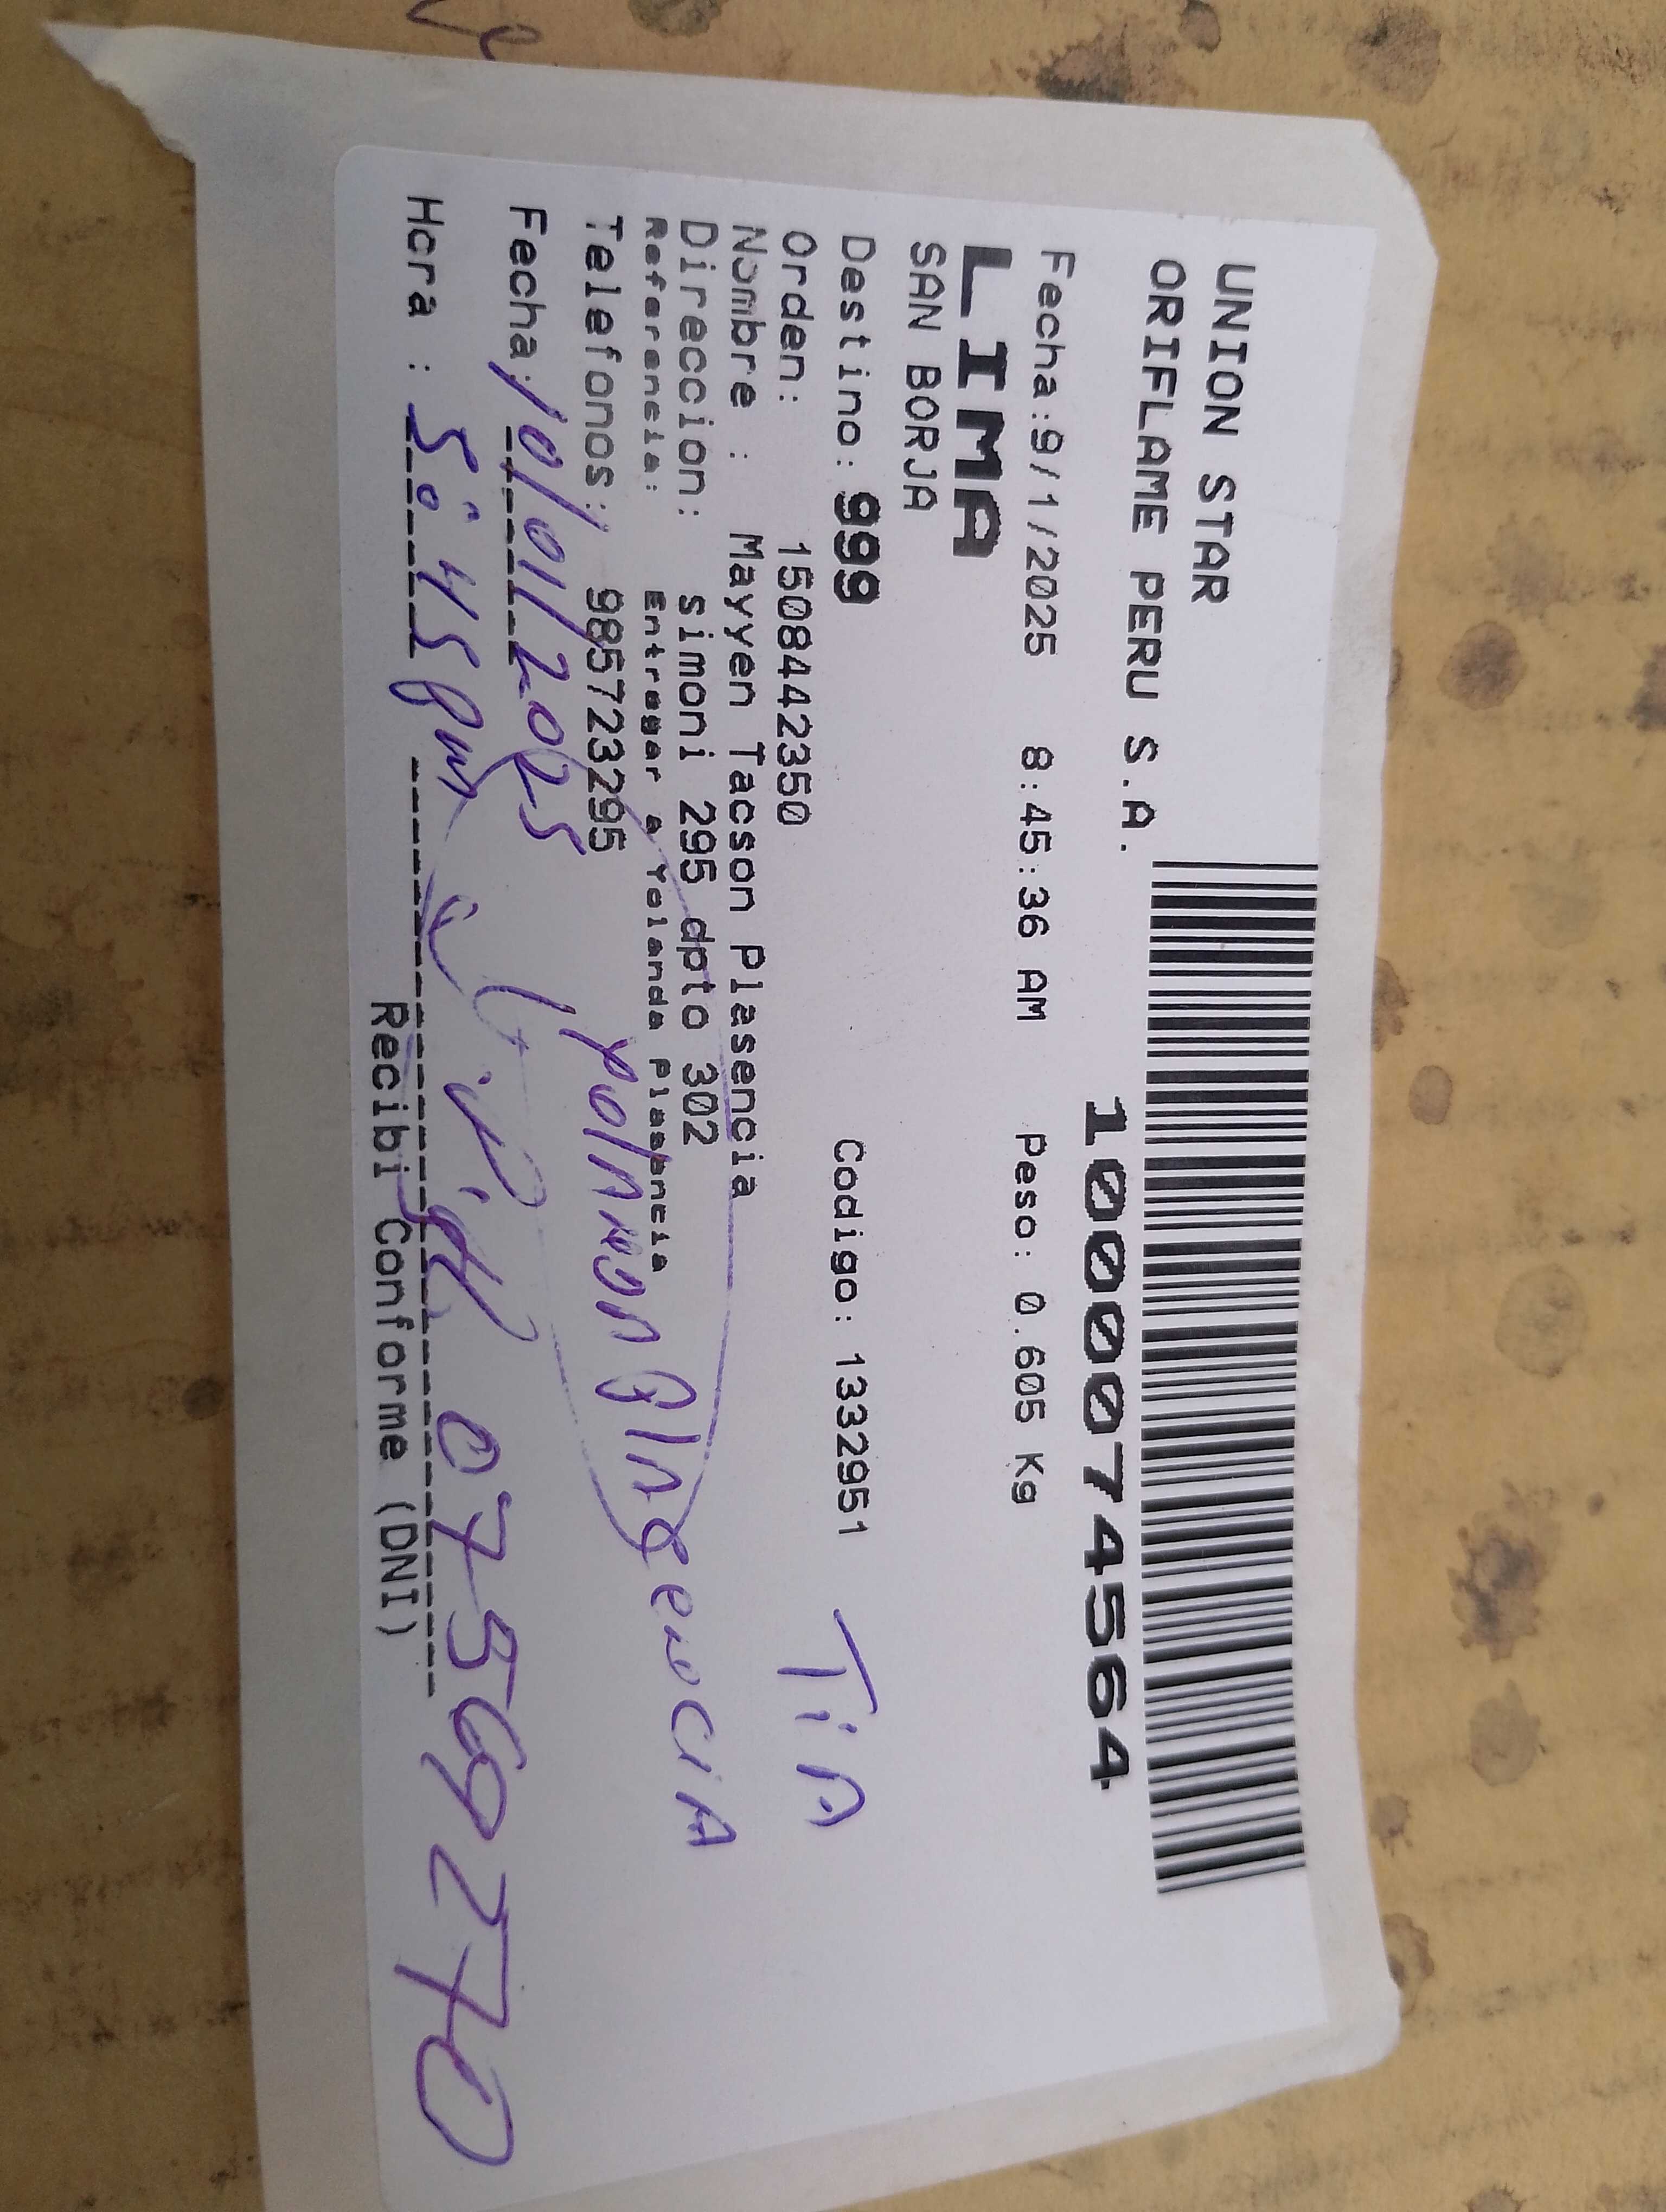 UNION STAR
ORIFLAME PERU S.A.
1000074564
Fecha:9/1/2025 8:45:36 AM Peso: 0.605 Kg
LIMA
SAN BORJA
Destino: 999 Codigo: 1332951
Orden: 1508442350
TiA
Nombre : Mayyen Tacson Plasencia
Direccion: simoni 295 dpto 302
Referencia: Entregar a Yolanda Plasencia
Telefonos: 985723295
Yolanda Plasencia
Fecha: 10/01/2025
Hora : 5:45 pm
07569270
Recibi Conforme (DNI)